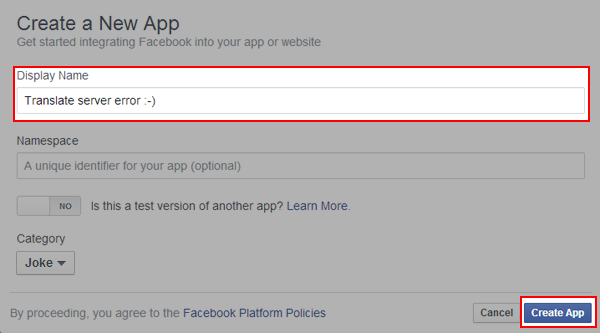 Create a New App
Get started integrating Facebook into your app or website
Display Name
Translate server error :-)
Namespace
A unique identifier for your app (optional)
NO Is this a test version of another app? Learn More.
Category
Joke
By proceeding, you agree to the Facebook Platform Policies Cancel Create App